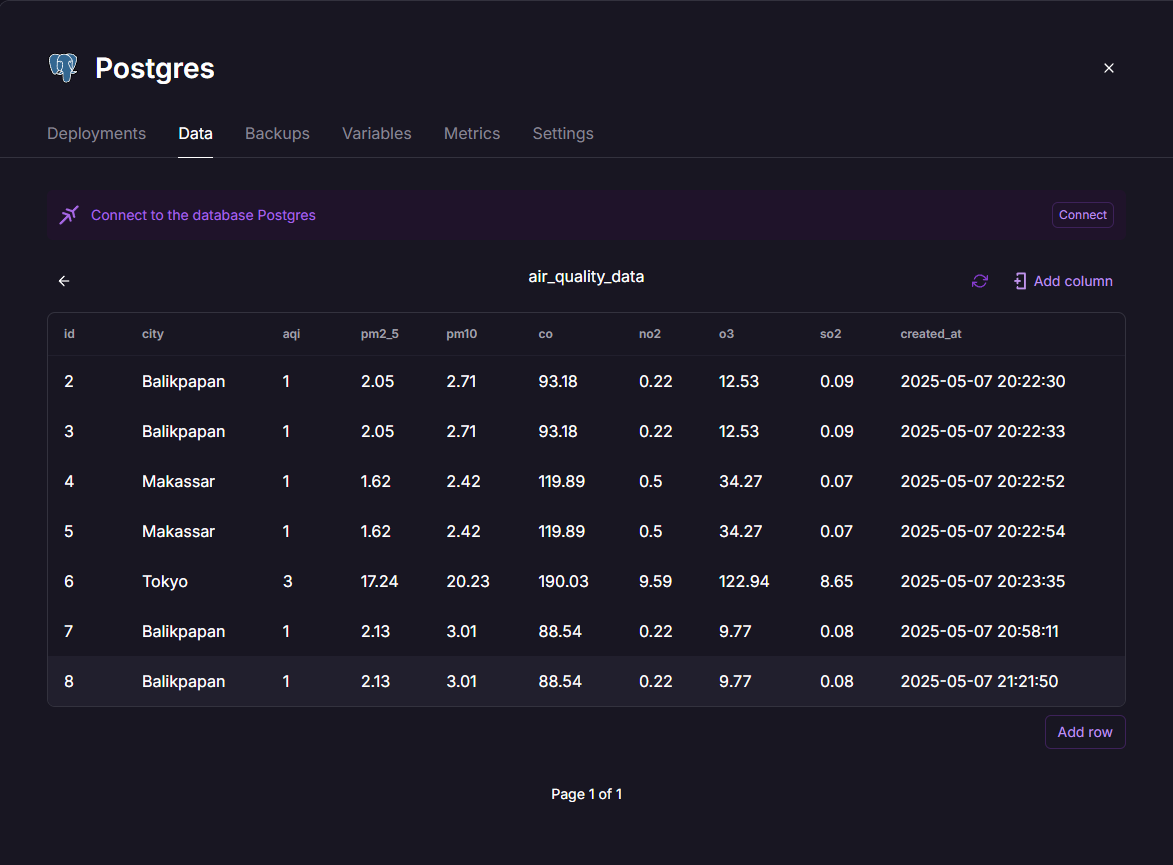 Postgres
Deployments Data Backups Variables Metrics Settings
Connect to the database Postgres Connect
air_quality_data Add column
id city aqi pm2_5 pm10 co no2 o3 so2 created_at
2 Balikpapan 1 2.05 2.71 93.18 0.22 12.53 0.09 2025-05-07 20:22:30
3 Balikpapan 1 2.05 2.71 93.18 0.22 12.53 0.09 2025-05-07 20:22:33
4 Makassar 1 1.62 2.42 119.89 0.5 34.27 0.07 2025-05-07 20:22:52
5 Makassar 1 1.62 2.42 119.89 0.5 34.27 0.07 2025-05-07 20:22:54
6 Tokyo 3 17.24 20.23 190.03 9.59 122.94 8.65 2025-05-07 20:23:35
7 Balikpapan 1 2.13 3.01 88.54 0.22 9.77 0.08 2025-05-07 20:58:11
8 Balikpapan 1 2.13 3.01 88.54 0.22 9.77 0.08 2025-05-07 21:21:50
Add row
Page 1 of 1